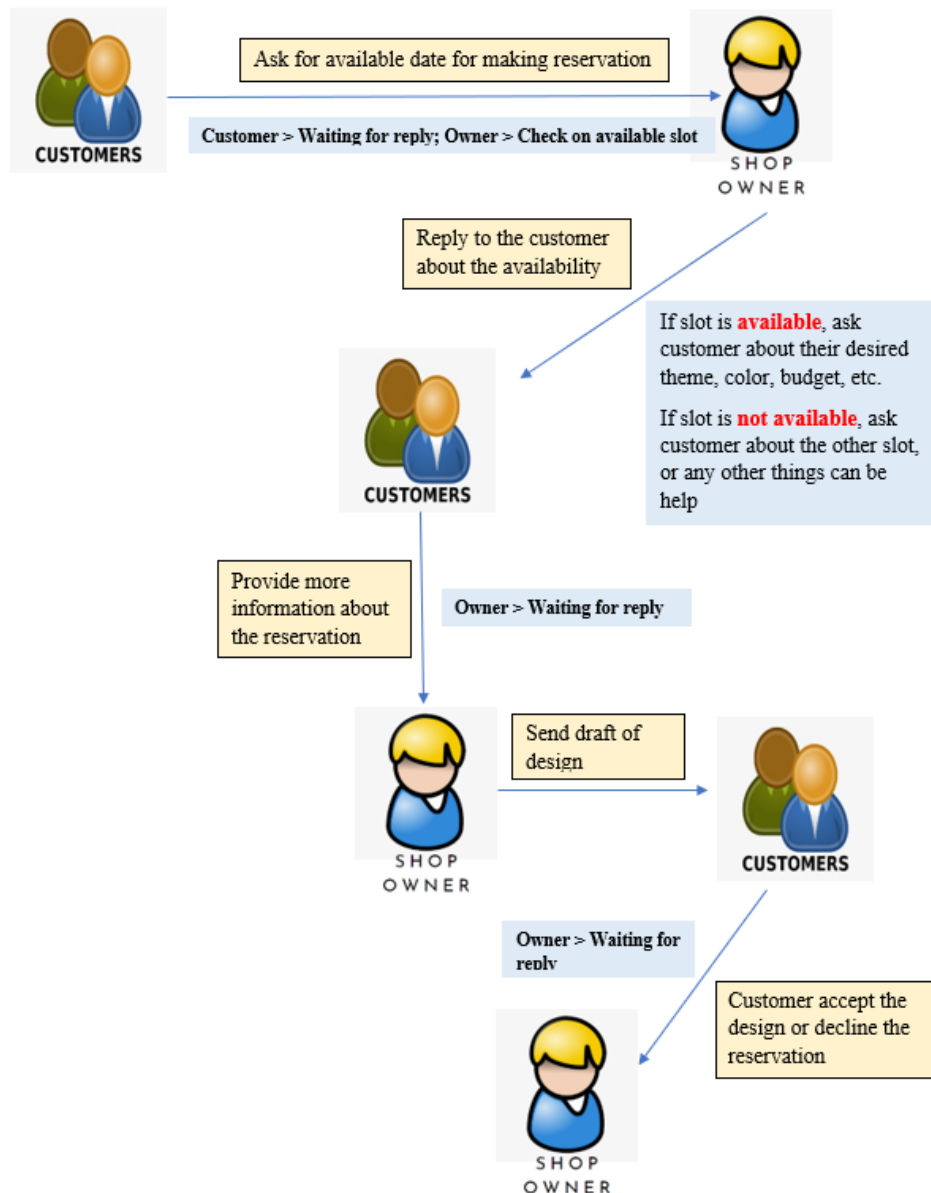 Ask for available date for making reservation
CUSTOMERS
Customer > Waiting for reply; Owner > Check on available slot
SHOP
OWNER
Reply to the customer
about the availability
If slot is available, ask
customer about their desired
theme, color, budget, etc.
If slot is not available, ask
customer about the other slot,
or any other things can be
help
CUSTOMERS
Provide more
information about
the reservation
Owner > Waiting for reply
Send draft of
design
SHOP
OWNER
CUSTOMERS
Owner > Waiting for
reply
Customer accept the
design or decline the
reservation
SHOP
OWNER